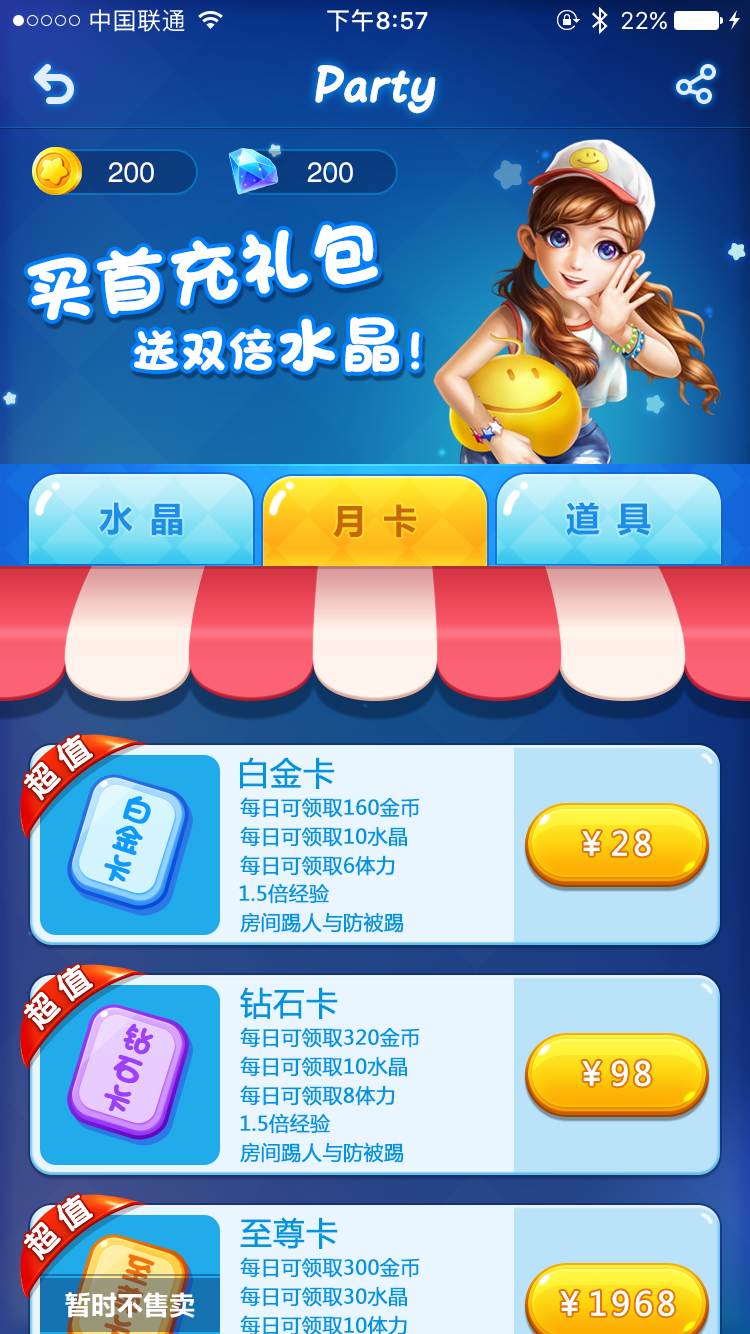 中国联通 下午8:57 22%
Party
200 200
买首充礼包
送双倍水晶!
水晶 月卡 道具
超值
白金卡
白金卡
每日可领取160金币
每日可领取10水晶
每日可领取6体力
1.5倍经验
房间踢人与防被踢
¥28
超值
钻石卡
钻石卡
每日可领取320金币
每日可领取10水晶
每日可领取8体力
1.5倍经验
房间踢人与防被踢
¥98
超值
暂时不售卖
至尊卡
每日可领取300金币
每日可领取30水晶
每日可领取10体力
¥1968